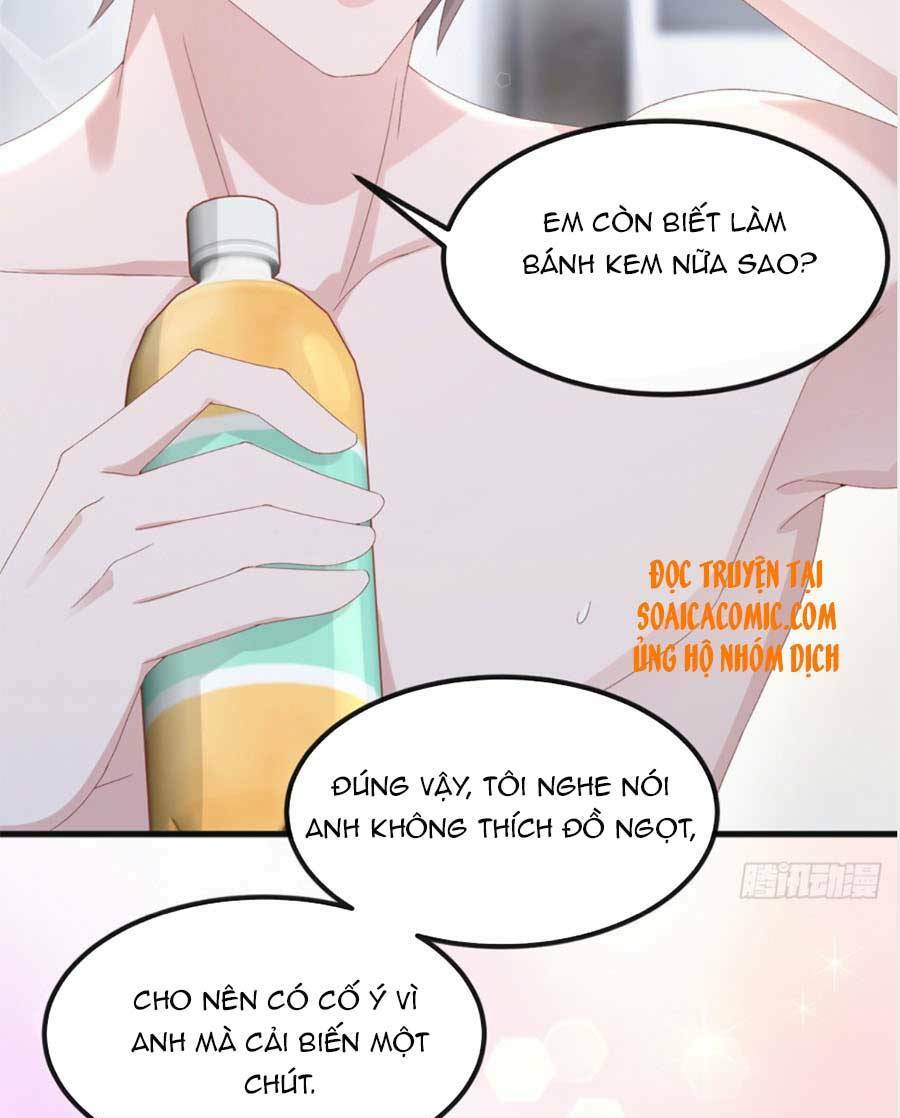 EM CÒN BIẾT LÀM
BÁNH KEM NỮA SAO?
ĐỌC TRUYỆN TẠI
SOAICACOMIC.COM
ỦNG HỘ NHÓM DỊCH
ĐÚNG VẬY, TÔI NGHE NÓI
ANH KHÔNG THÍCH ĐỒ NGỌT,
腾讯动漫
CHO NÊN CÓ CỐ Ý VÌ
ANH MÀ CẢI BIẾN MỘT
CHÚT.